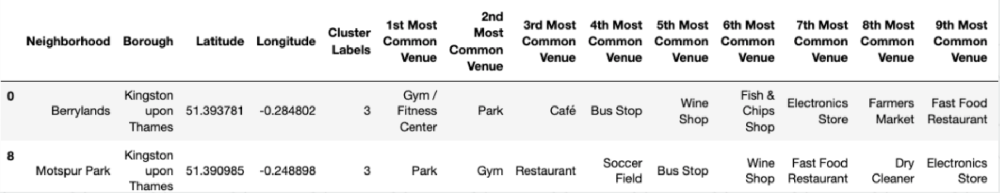 Neighborhood Borough Latitude Longitude Cluster Labels 1st Most Common Venue 2nd Most Common Venue 3rd Most Common Venue 4th Most Common Venue 5th Most Common Venue 6th Most Common Venue 7th Most Common Venue 8th Most Common Venue 9th Most Common Venue
0 Berrylands Kingston upon Thames 51.393781 -0.284802 3 Gym / Fitness Center Park Café Bus Stop Wine Shop Fish & Chips Shop Electronics Store Farmers Market Fast Food Restaurant
8 Motspur Park Kingston upon Thames 51.390985 -0.248898 3 Park Gym Restaurant Soccer Field Bus Stop Wine Shop Fast Food Restaurant Dry Cleaner Electronics Store